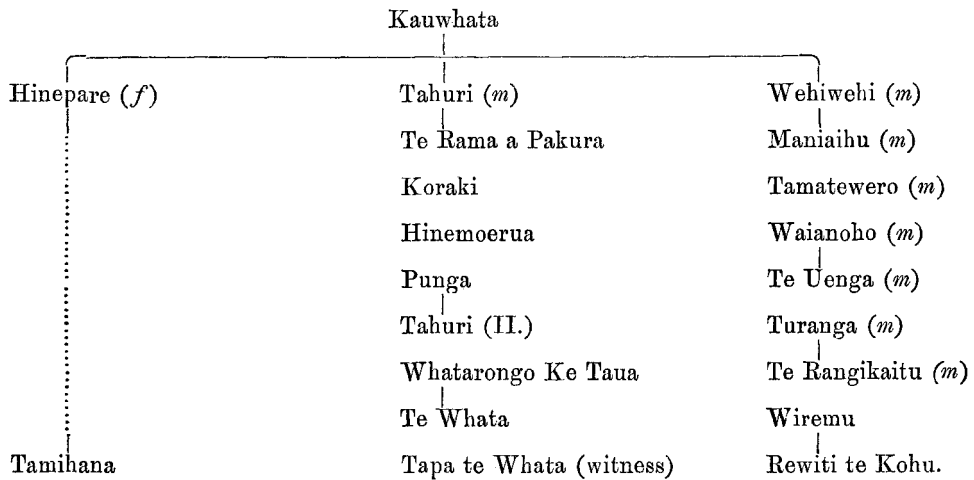 Kauwhata
Hinepare (f) Tahuri (m) Wehiwehi (m)
Te Rama a Pakura Maniaihu (m)
Koraki Tamatewero (m)
Hinemoerua Waianoho (m)
Punga Te Uenga (m)
Tahuri (II.) Turanga (m)
Whatarongo Ke Taua Te Rangikaitu (m)
Te Whata Wiremu
Tamihana Tapa te Whata (witness) Rewiti te Kohu.